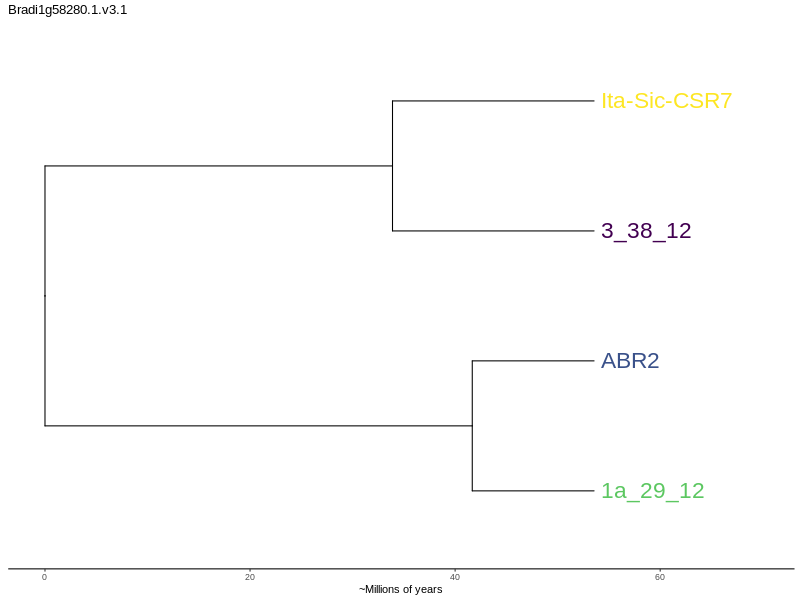 Bradi1g58280.1.v3.1
Ita-Sic-CSR7
3_38_12
ABR2
1a_29_12
0 20 40 60
~Millions of years